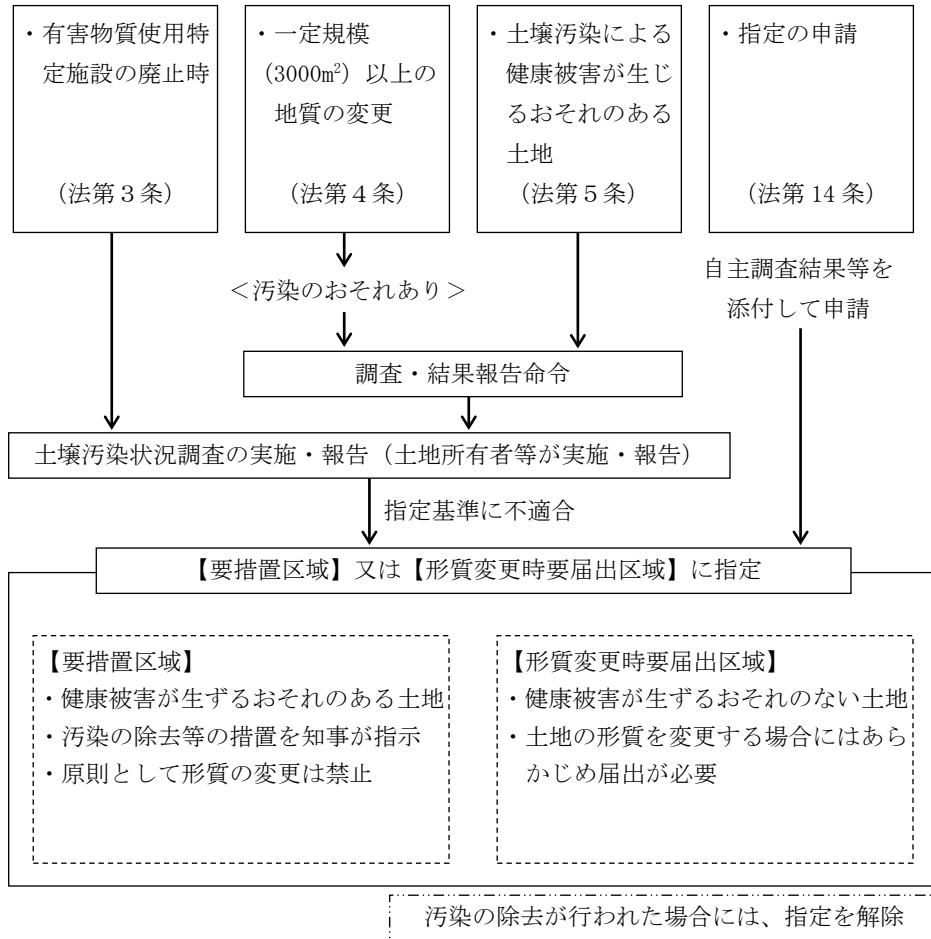 ・有害物質使用特
定施設の廃止時
（法第３条）
・一定規模
（3000m²）以上の
地質の変更
（法第４条）
・土壌汚染による
健康被害が生じ
るおそれのある
土地
（法第５条）
・指定の申請
（法第 14 条）
＜汚染のおそれあり＞
自主調査結果等を
添付して申請
調査・結果報告命令
土壌汚染状況調査の実施・報告（土地所有者等が実施・報告）
指定基準に不適合
【要措置区域】又は【形質変更時要届出区域】に指定
【要措置区域】
・健康被害が生ずるおそれのある土地
・汚染の除去等の措置を知事が指示
・原則として形質の変更は禁止
【形質変更時要届出区域】
・健康被害が生ずるおそれのない土地
・土地の形質を変更する場合にはあら
かじめ届出が必要
汚染の除去が行われた場合には、指定を解除